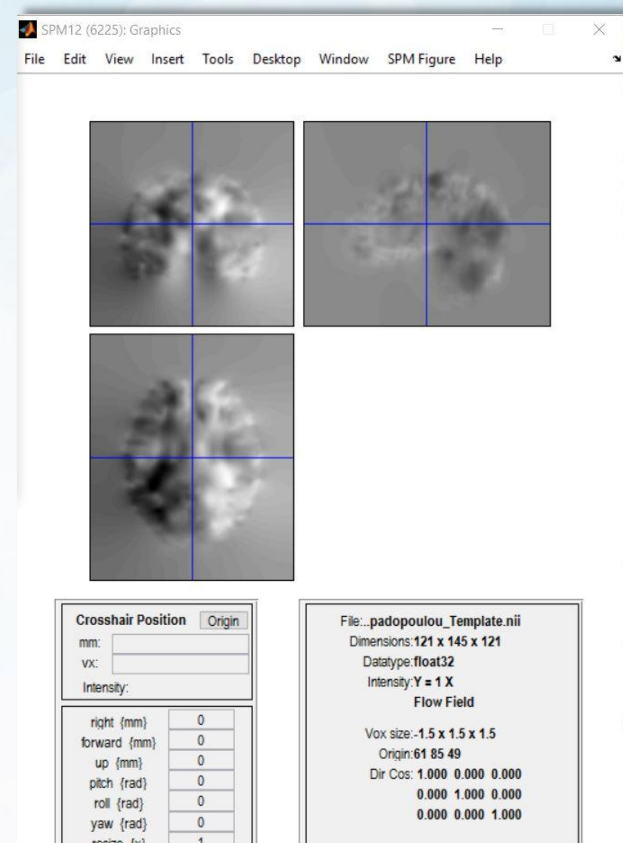 SPM12 (6225): Graphics
File Edit View Insert Tools Desktop Window SPM Figure Help
Crosshair Position Origin
mm:
vx:
Intensity:
right {mm} 0
forward {mm} 0
up {mm} 0
pitch {rad} 0
roll {rad} 0
yaw {rad} 0
resize {x} 1
File:..padopoulou_Template.nii
Dimensions:121 x 145 x 121
Datatype:float32
Intensity:Y = 1 X
Flow Field
Vox size:-1.5 x 1.5 x 1.5
Origin:61 85 49
Dir Cos: 1.000 0.000 0.000
0.000 1.000 0.000
0.000 0.000 1.000